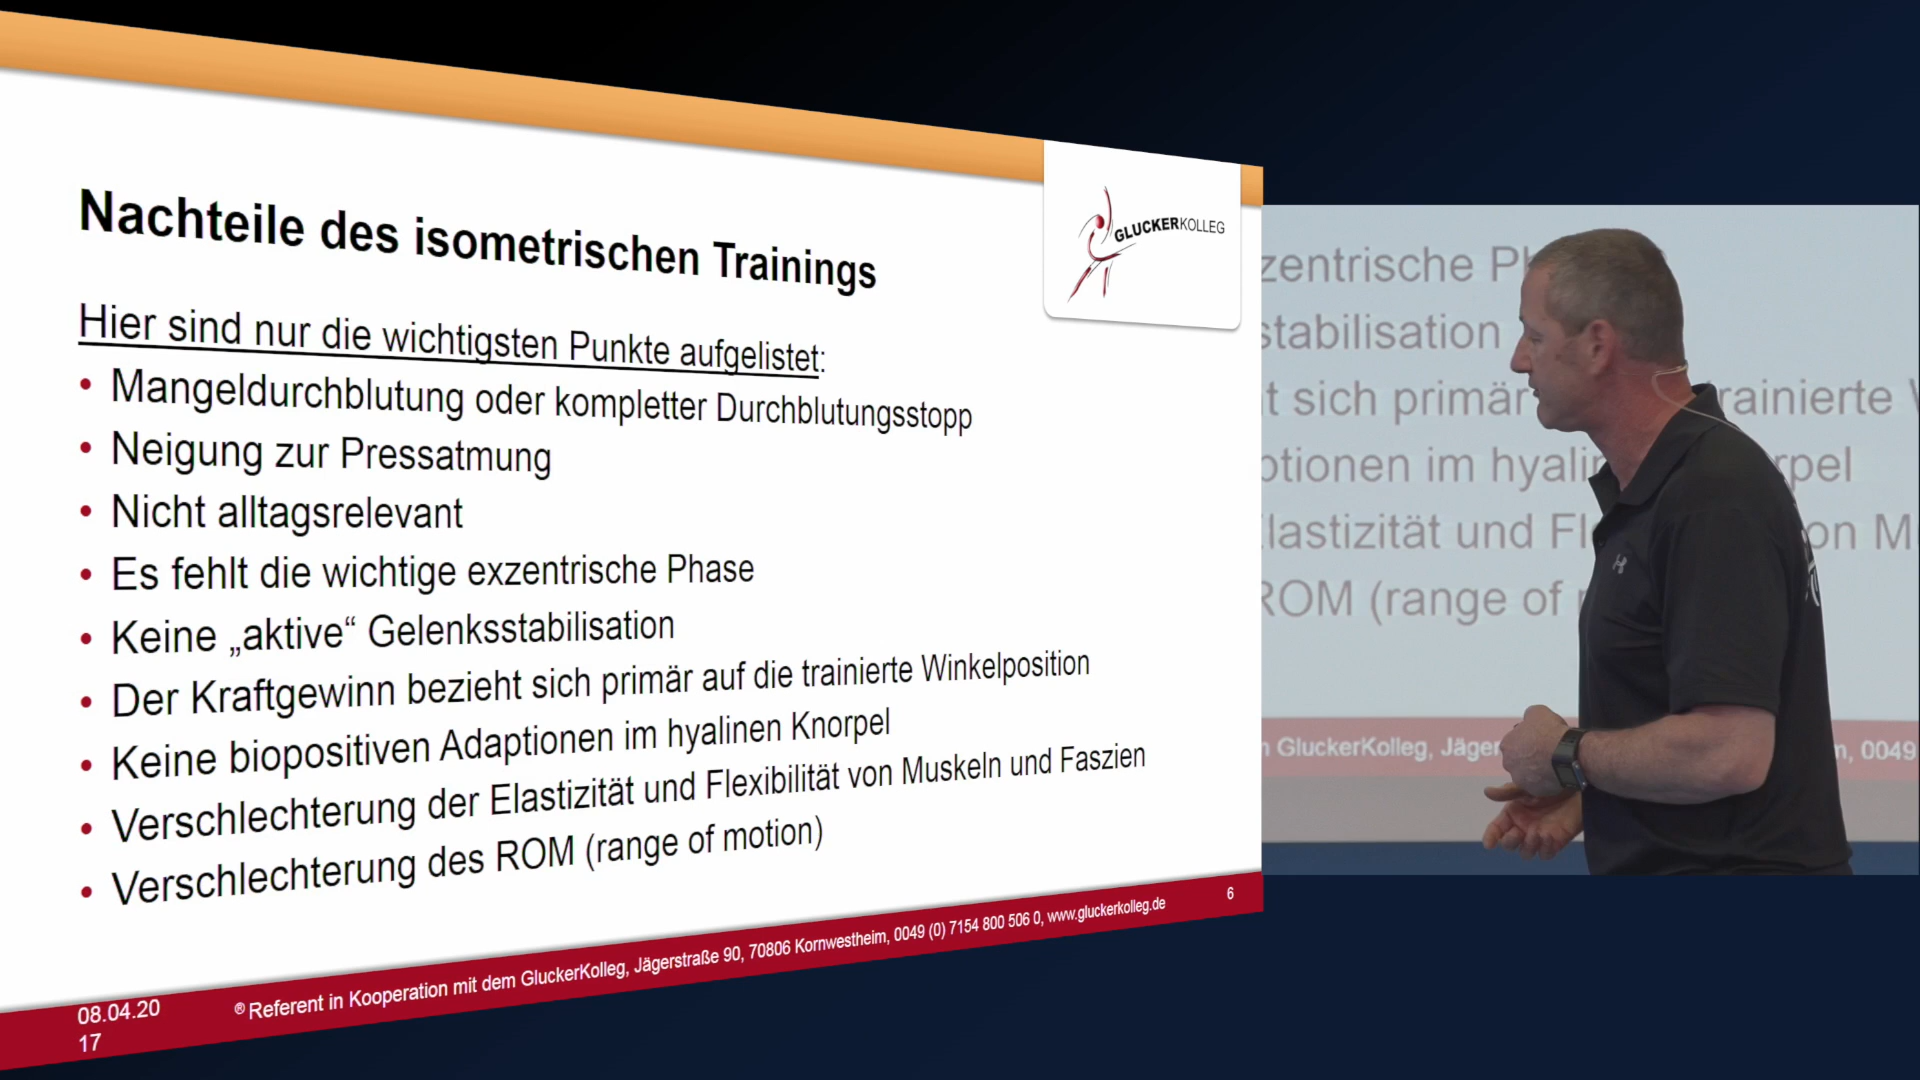 GLUCKERKOLLEG
Nachteile des isometrischen Trainings
Hier sind nur die wichtigsten Punkte aufgelistet:
• Mangeldurchblutung oder kompletter Durchblutungsstopp
• Neigung zur Pressatmung
• Nicht alltagsrelevant
• Es fehlt die wichtige exzentrische Phase
• Keine „aktive“ Gelenksstabilisation
• Der Kraftgewinn bezieht sich primär auf die trainierte Winkelposition
• Keine biopositiven Adaptionen im hyalinen Knorpel
• Verschlechterung der Elastizität und Flexibilität von Muskeln und Faszien
• Verschlechterung des ROM (range of motion)
08.04.20
17
® Referent in Kooperation mit dem GluckerKolleg, Jägerstraße 90, 70806 Kornwestheim, 0049 (0) 7154 800 506 0, www.gluckerkolleg.de
6
zentrische
stabilisation
t sich primär rainierte
ptionen im rpel
lastizität und on M
ROM (range of
GluckerKolleg, Jäger m, 0049